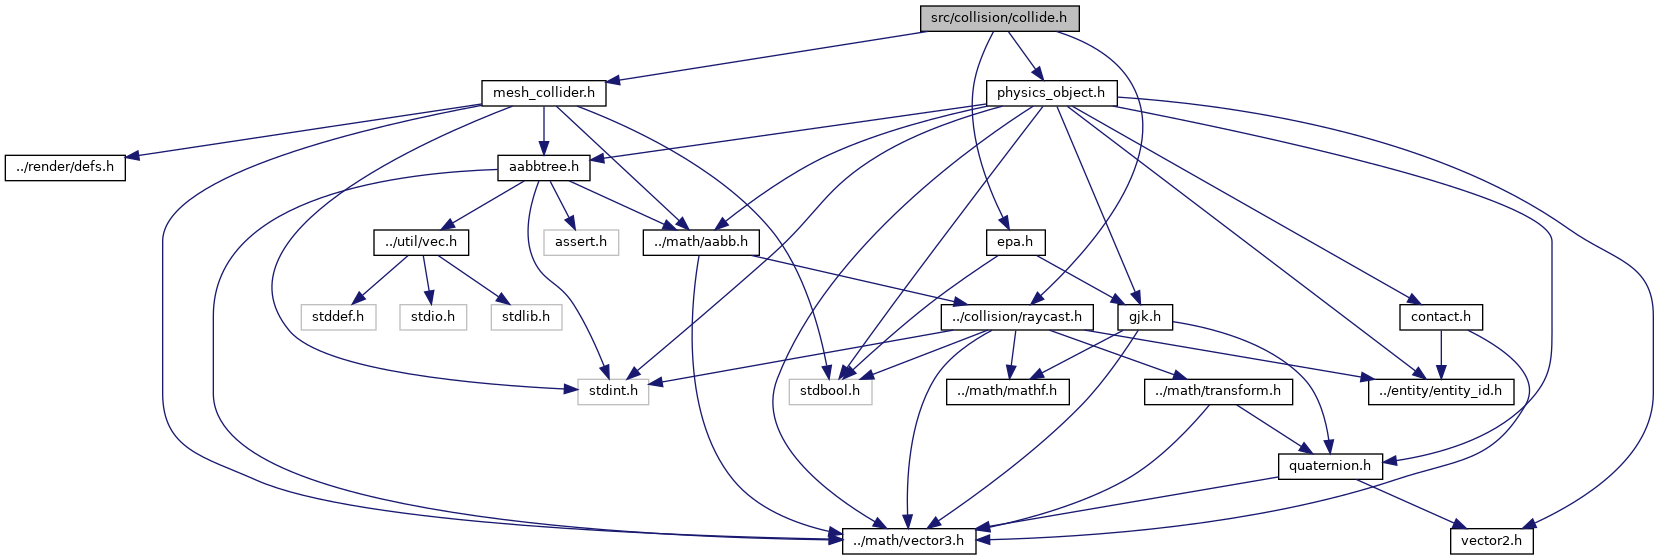 src/collision/collide.h
mesh_collider.h
physics_object.h
../render/defs.h
aabbtree.h
../util/vec.h
assert.h
../math/aabb.h
epa.h
stddef.h
stdio.h
stdlib.h
../collision/raycast.h
gjk.h
contact.h
stdint.h
stdbool.h
../math/mathf.h
../math/transform.h
../entity/entity_id.h
quaternion.h
../math/vector3.h
vector2.h